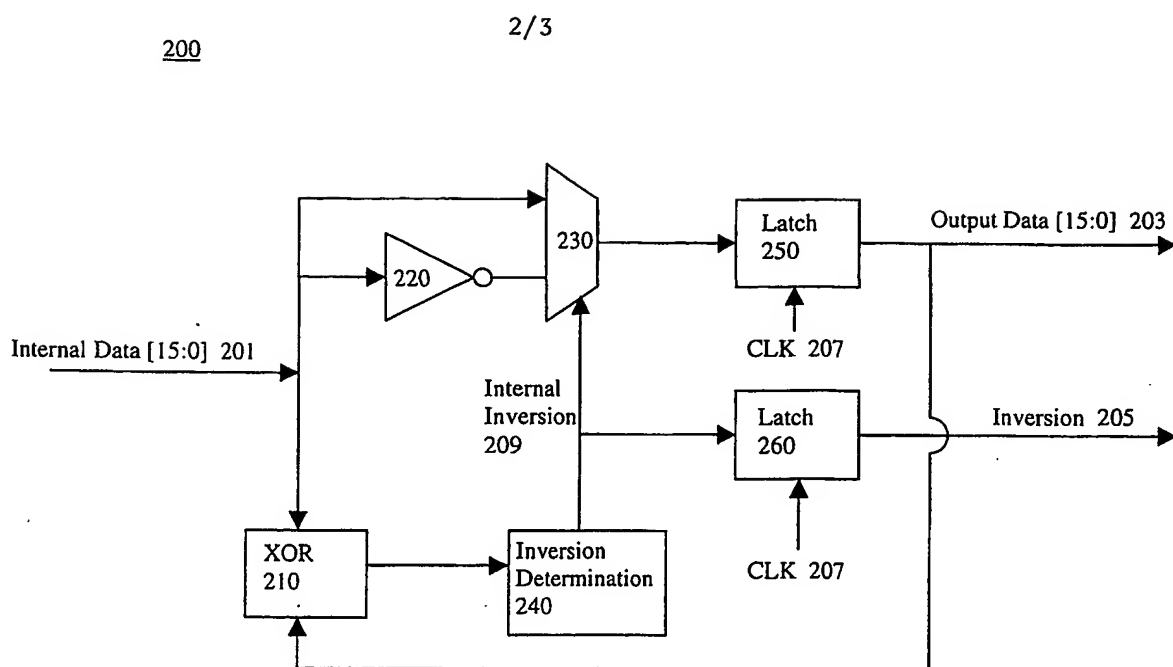 2/3
200
230
Latch
250
Output Data [15:0] 203
220
CLK 207
Internal Data [15:0] 201
Internal
Inversion
209
Latch
260
Inversion 205
XOR
210
Inversion
Determination
240
CLK 207